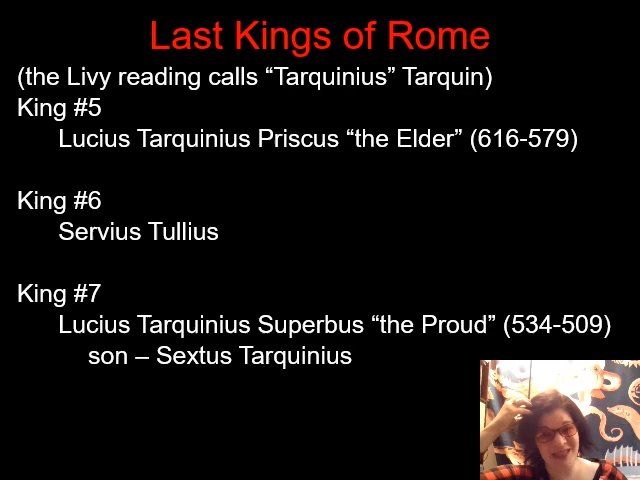 Last Kings of Rome
(the Livy reading calls “Tarquinius” Tarquin)
King #5
Lucius Tarquinius Priscus “the Elder” (616-579)
King #6
Servius Tullius
King #7
Lucius Tarquinius Superbus “the Proud” (534-509)
son – Sextus Tarquinius